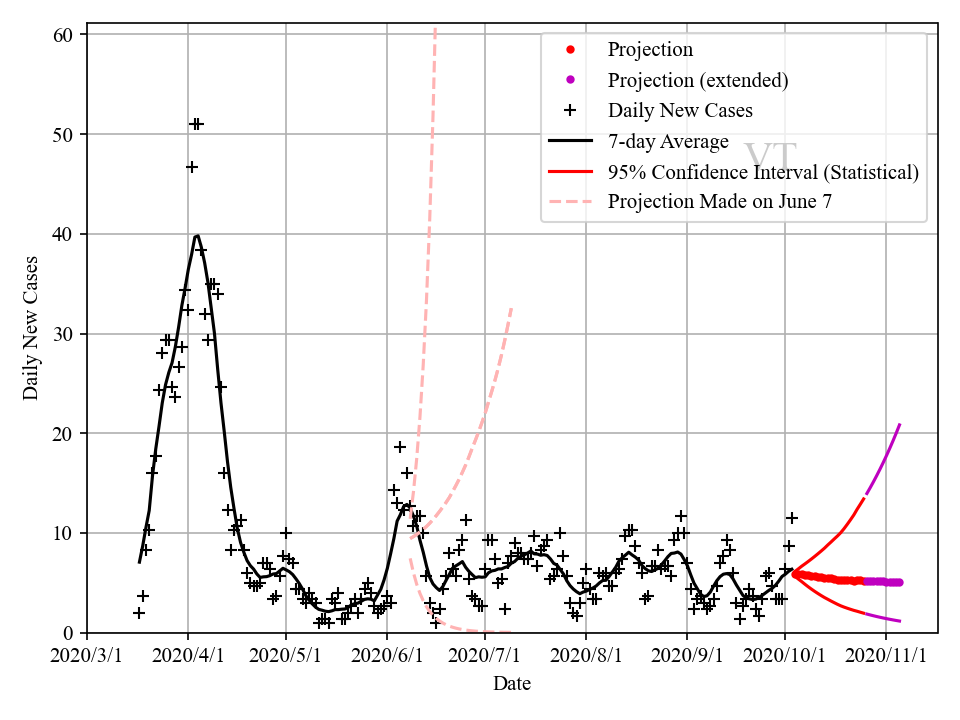 60
50
40
30
20
10
0
Daily New Cases
Projection
Projection (extended)
Daily New Cases
7-day Average
VT
95% Confidence Interval (Statistical)
Projection Made on June 7
2020/3/1 2020/4/1 2020/5/1 2020/6/1 2020/7/1 2020/8/1 2020/9/1 2020/10/1 2020/11/1
Date